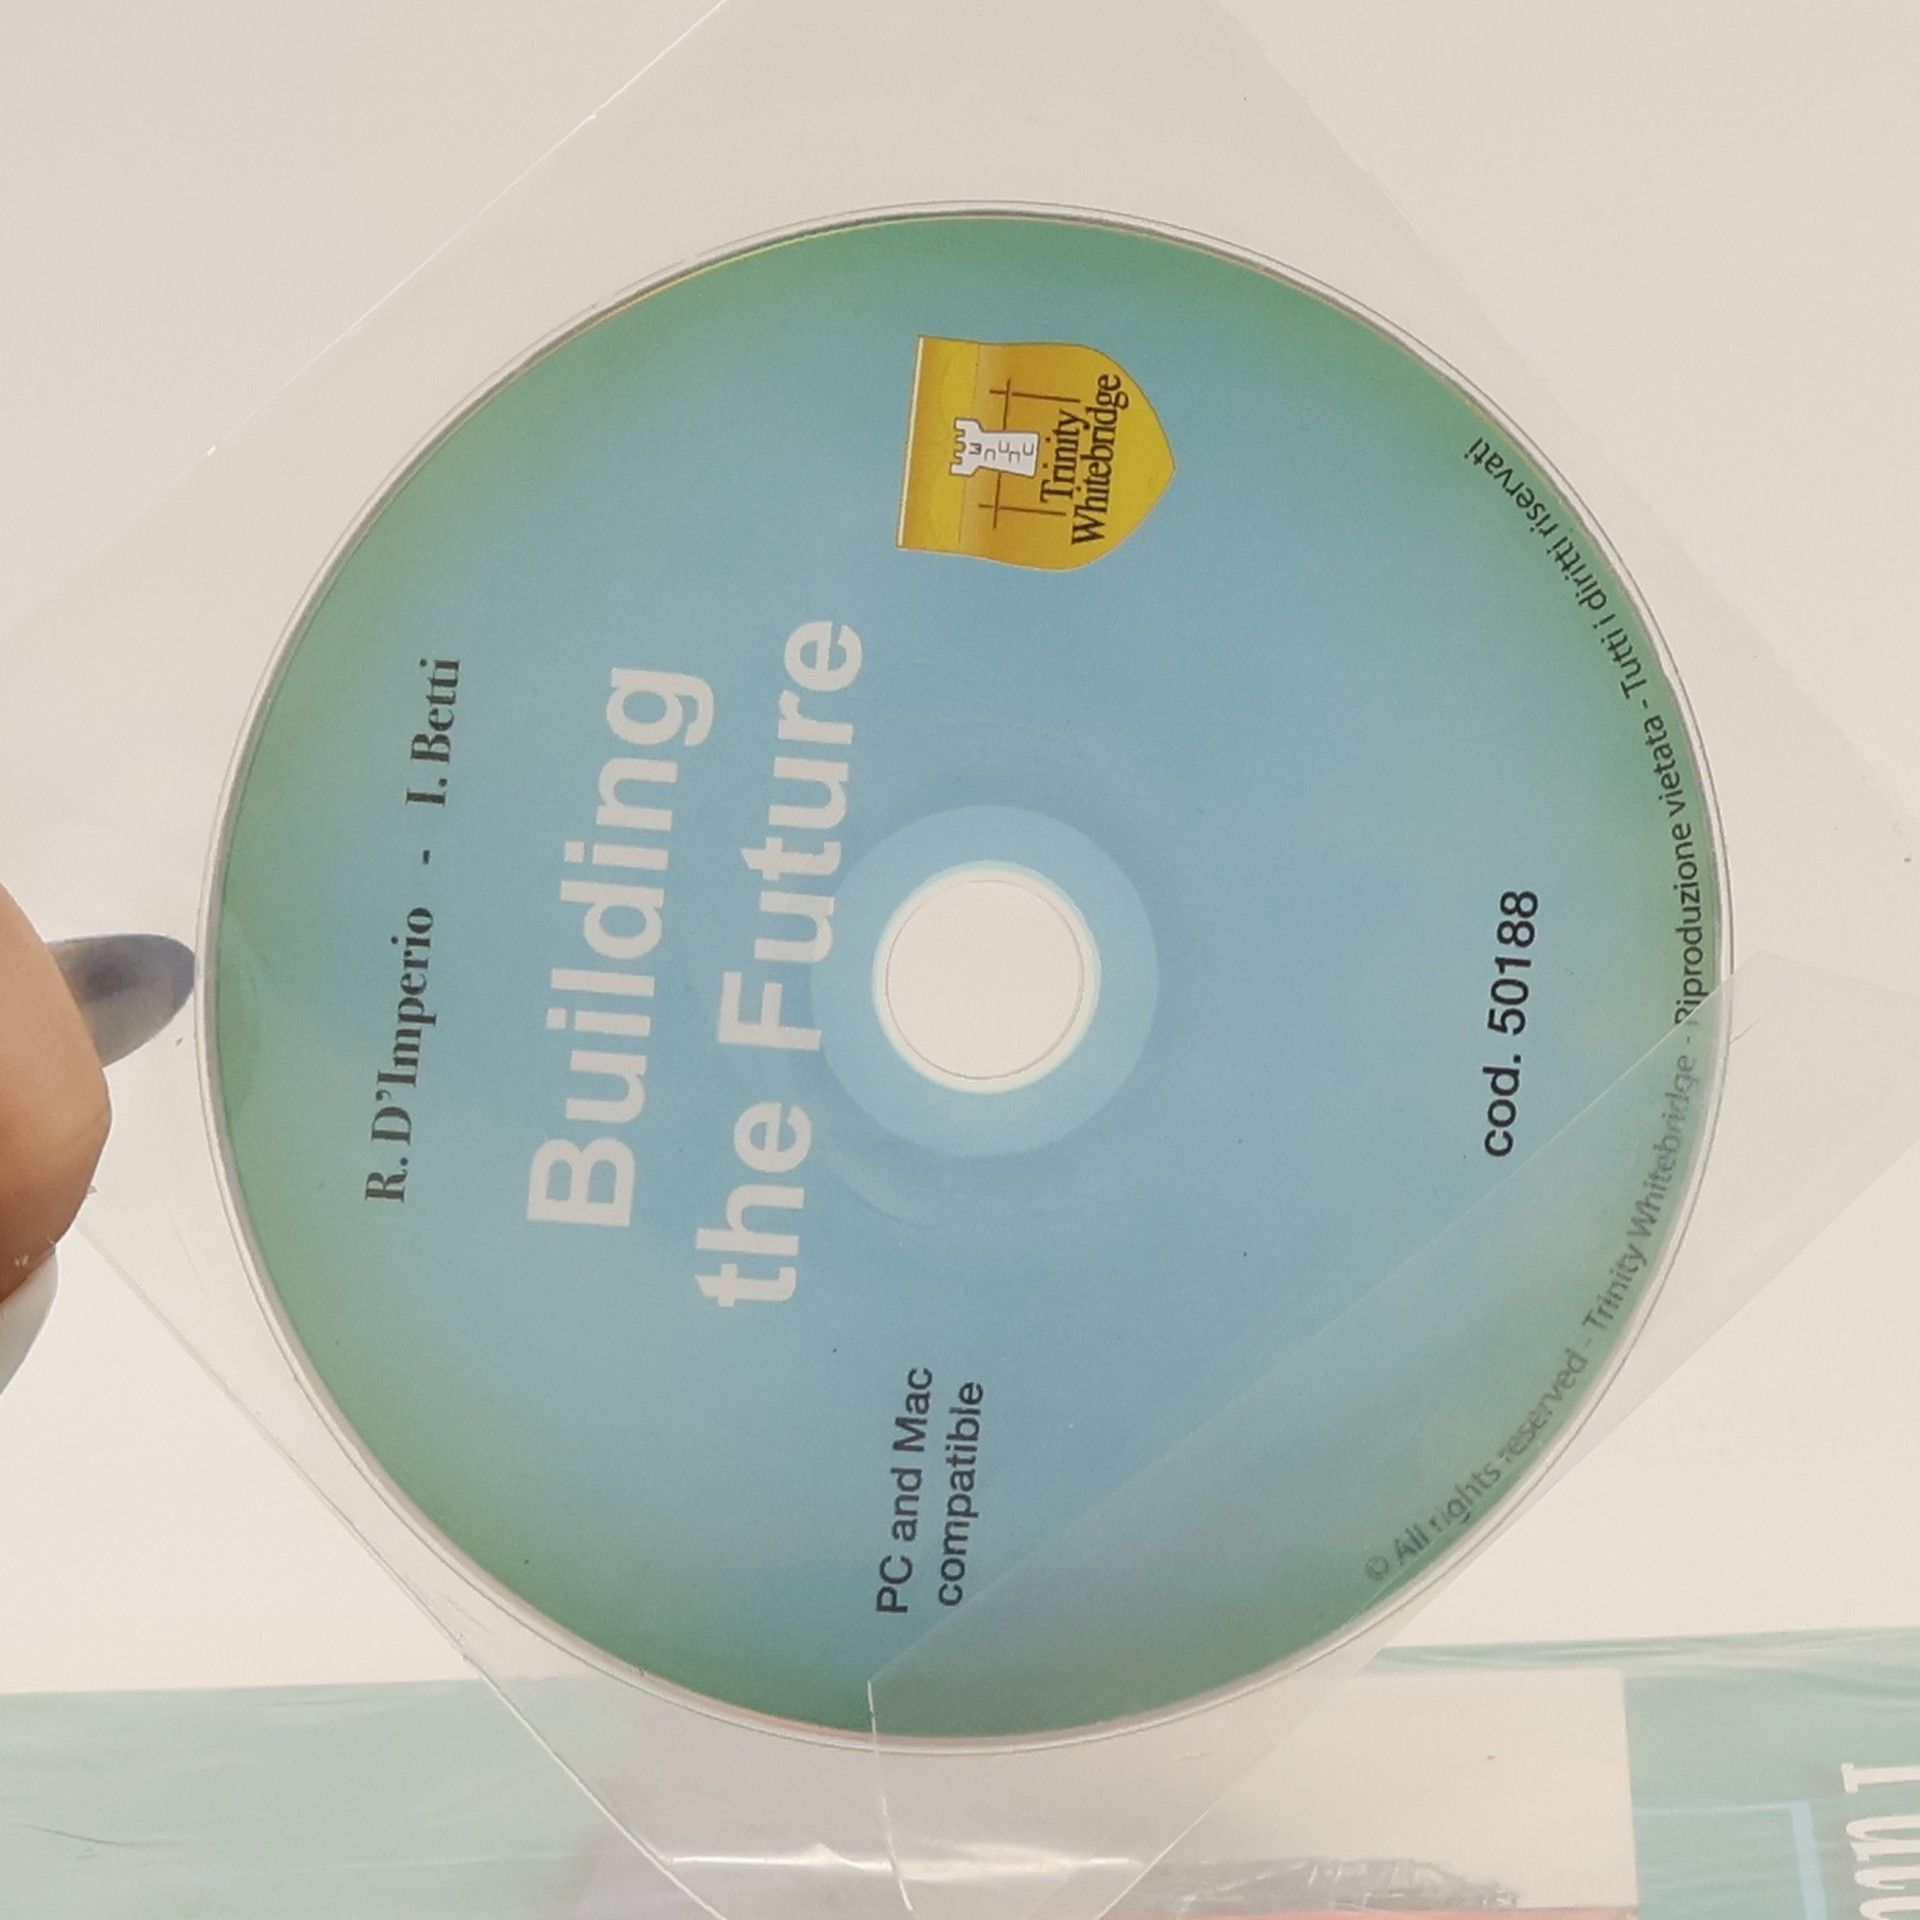 R. D'Imperio - I. Betti
Building
the Future
PC and Mac
compatible
Trinity
Whitebridge
cod. 50188
© All rights reserved - Trinity Whitebridge - Riproduzione vietata - Tutti i diritti riservati